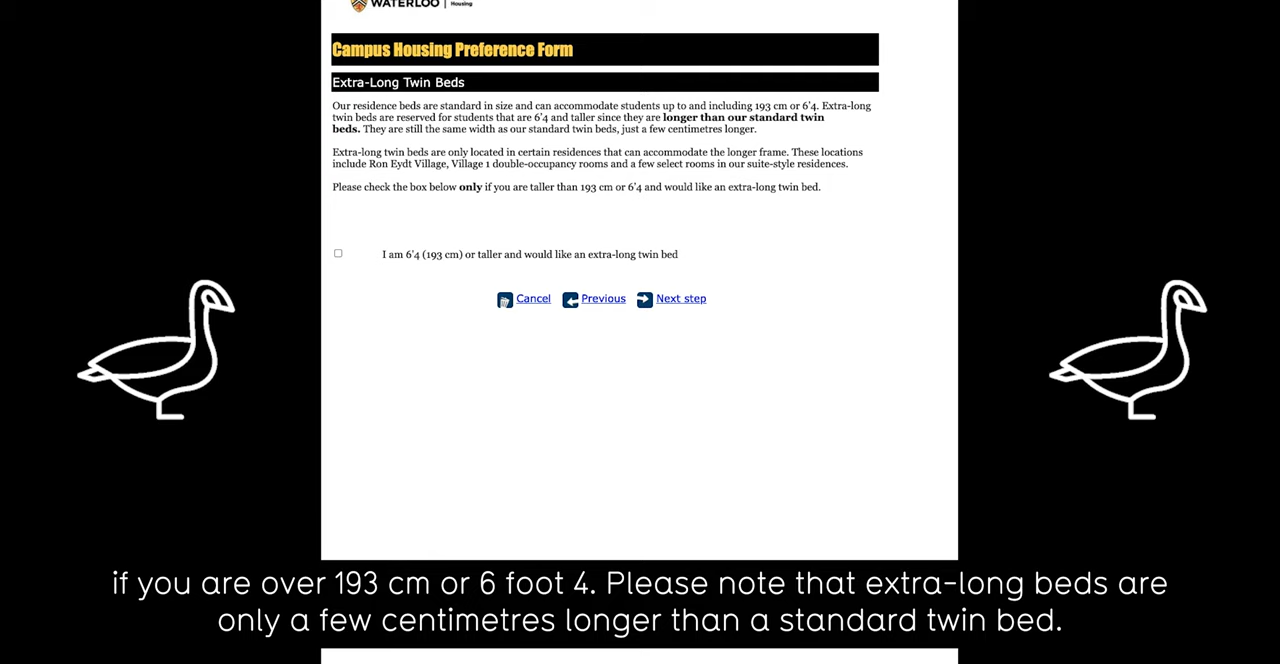 WATERLOO | Housing
Campus Housing Preference Form
Extra-Long Twin Beds
Our residence beds are standard in size and can accommodate students up to and including 193 cm or 6'4. Extra-long
twin beds are reserved for students that are 6'4 and taller since they are longer than our standard twin
beds. They are still the same width as our standard twin beds, just a few centimetres longer.
Extra-long twin beds are only located in certain residences that can accommodate the longer frame. These locations
include Ron Eydt Village, Village 1 double-occupancy rooms and a few select rooms in our suite-style residences.
Please check the box below only if you are taller than 193 cm or 6'4 and would like an extra-long twin bed.
I am 6'4 (193 cm) or taller and would like an extra-long twin bed
Cancel Previous Next step
if you are over 193 cm or 6 foot 4. Please note that extra-long beds are
only a few centimetres longer than a standard twin bed.